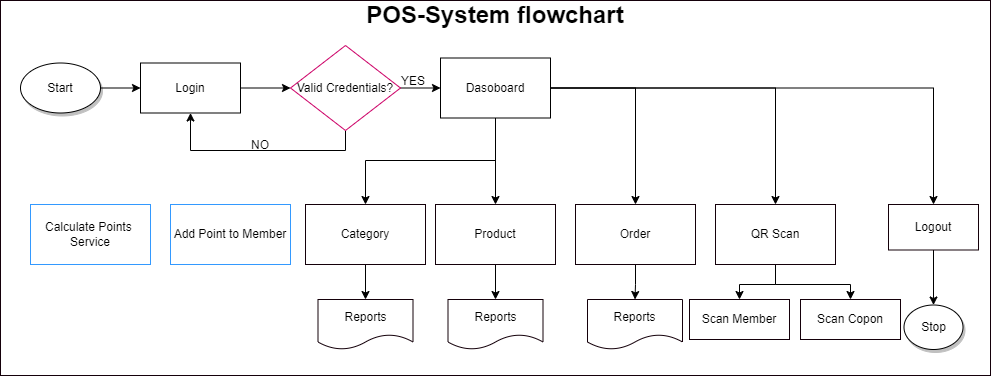 POS-System flowchart
Start
Login
Valid Credentials?
YES
Dasoboard
NO
Calculate Points
Service
Add Point to Member
Category
Product
Order
QR Scan
Logout
Reports
Reports
Reports
Scan Member
Scan Copon
Stop